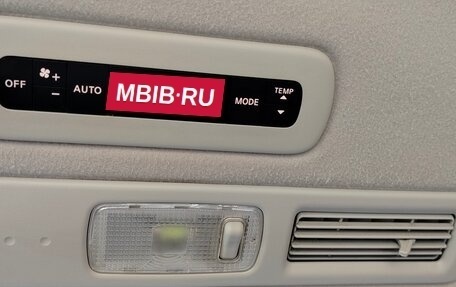 OFF + AUTO MBIB·RU MODE TEMP
−